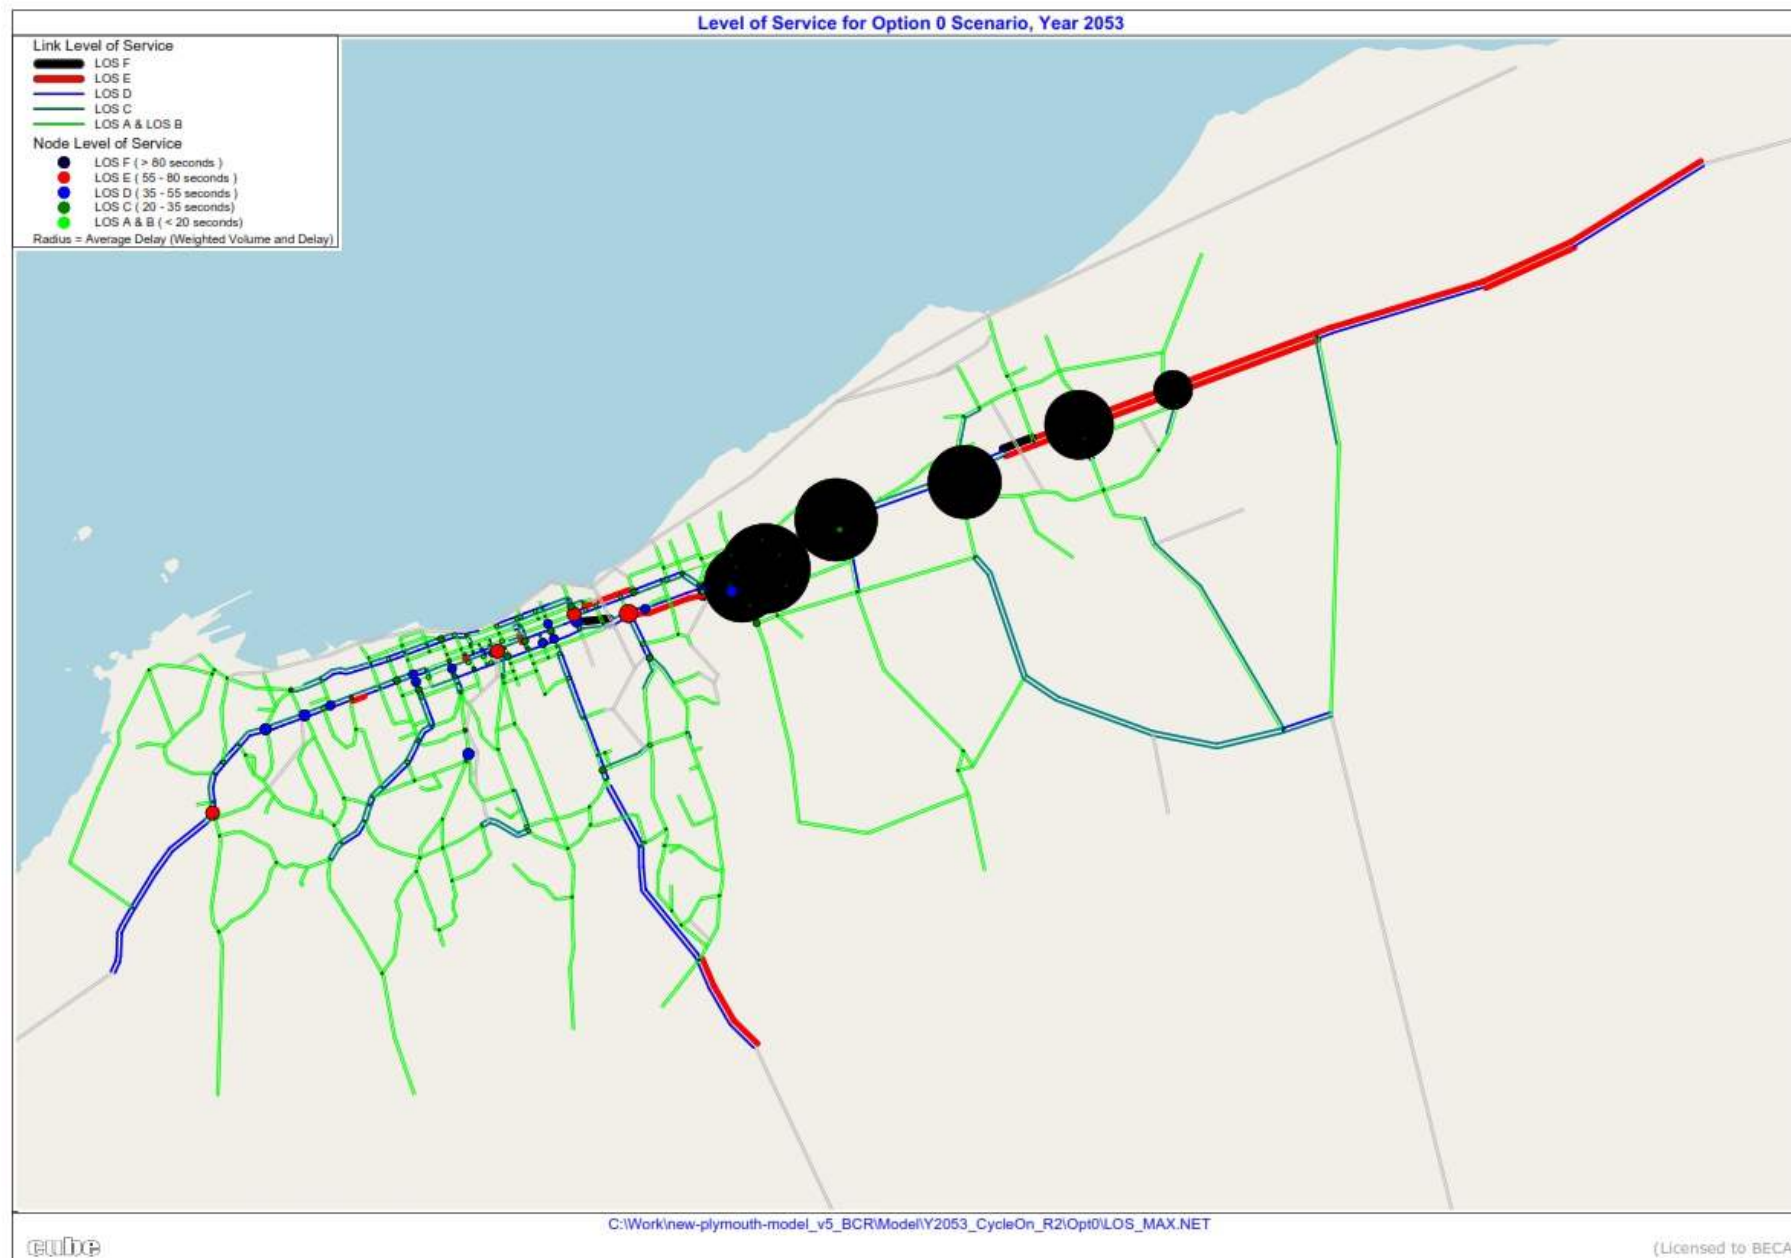 Level of Service for Option 0 Scenario, Year 2053
Link Level of Service
LOS F
LOS E
LOS D
LOS C
LOS A & LOS B
Node Level of Service
LOS F ( > 80 seconds )
LOS E ( 55 - 80 seconds )
LOS D ( 35 - 55 seconds )
LOS C ( 20 - 35 seconds)
LOS A & B ( < 20 seconds)
Radius = Average Delay (Weighted Volume and Delay)
C:\Work\new-plymouth-model_v5_BCR\Model\Y2053_CycleOn_R2\Opt0\LOS_MAX.NET
cube
(Licensed to BECA